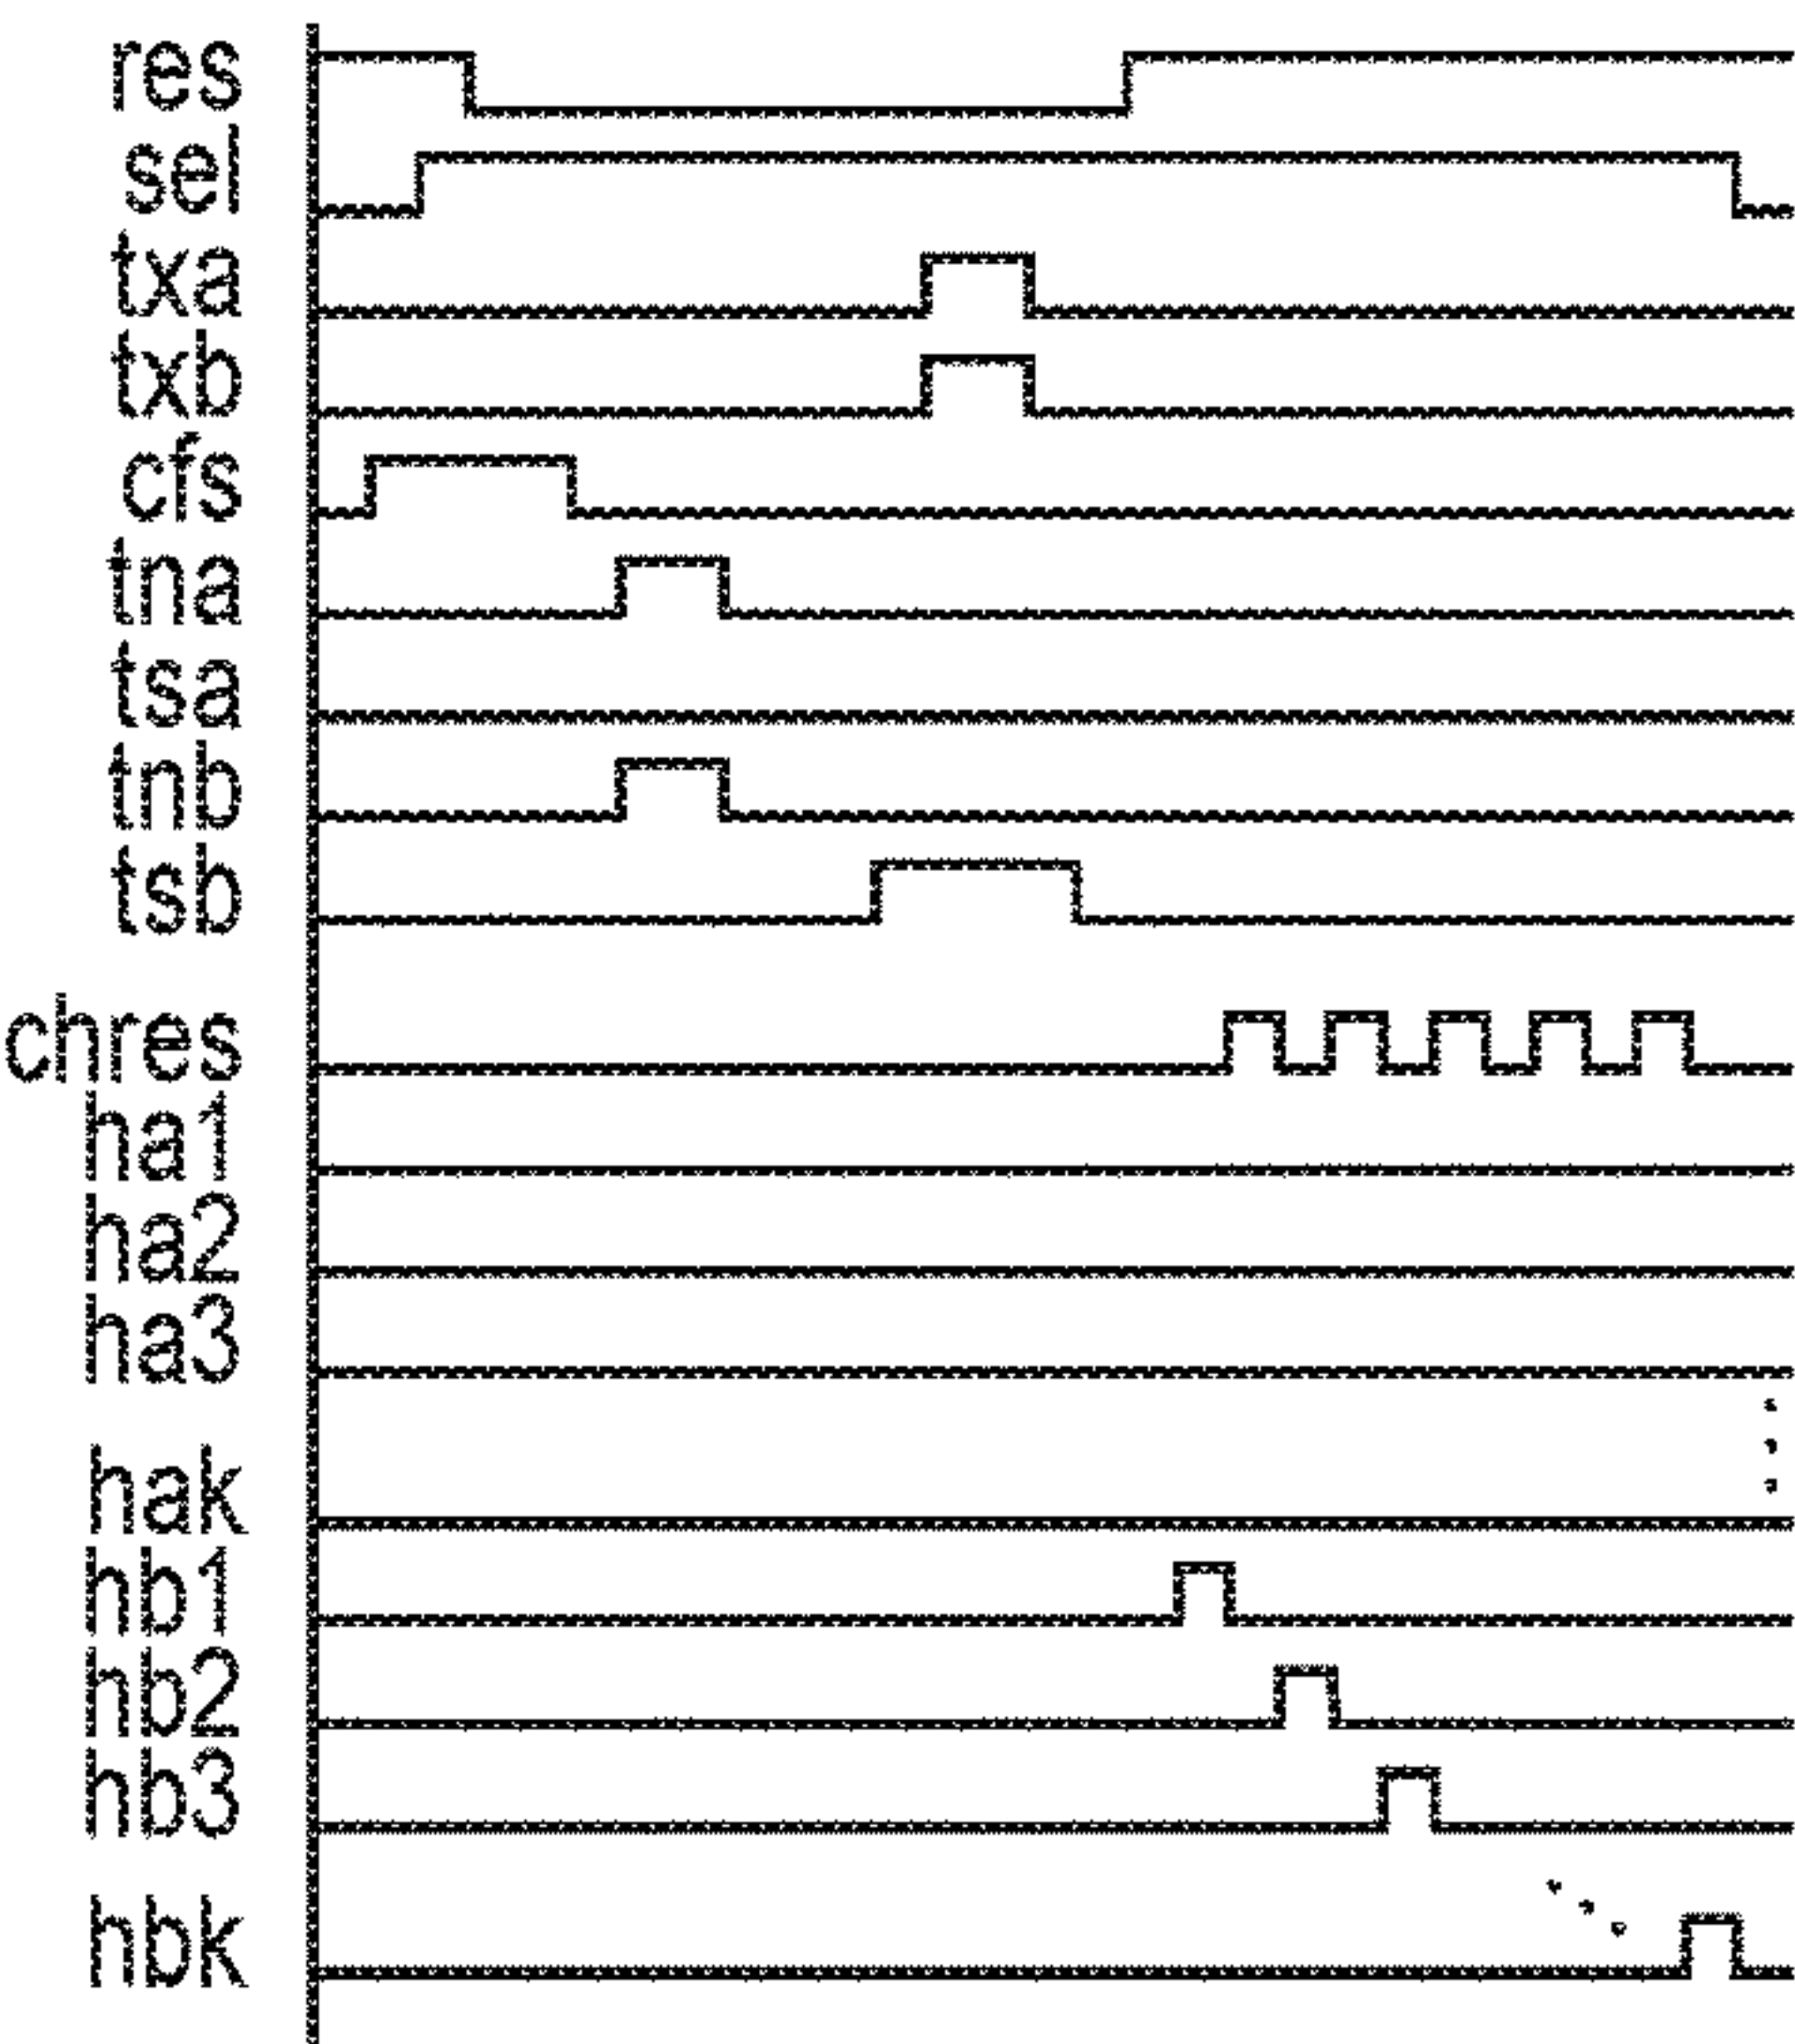 res
sel
txa
txb
cfs
tna
tsa
tnb
tsb
chres
ha1
ha2
ha3
hak
hb1
hb2
hb3
hbk